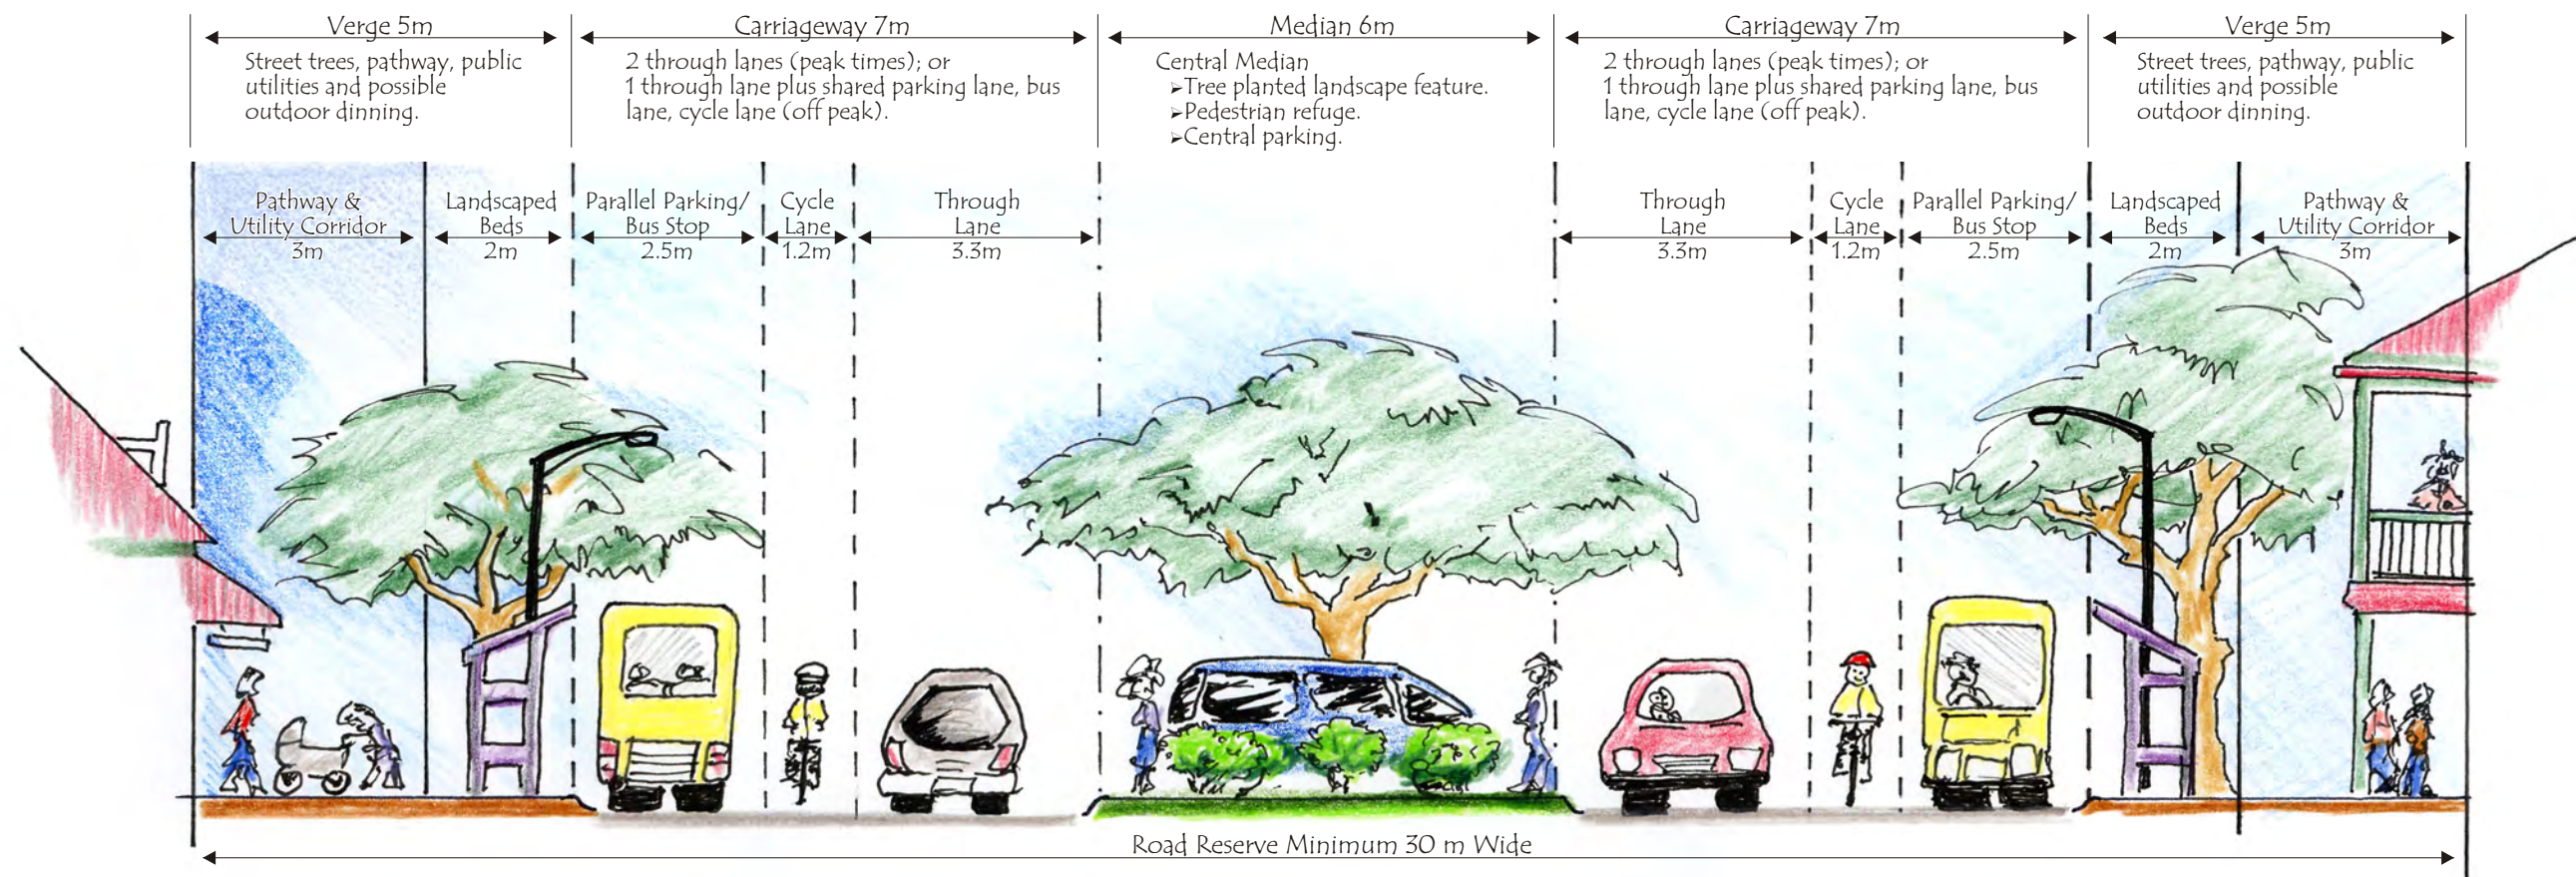 Verge 5m
Street trees, pathway, public
utilities and possible
outdoor dinning.
Carriageway 7m
2 through lanes (peak times); or
1 through lane plus shared parking lane, bus
lane, cycle lane (off peak).
Median 6m
Central Median
➢Tree planted landscape feature.
➢Pedestrian refuge.
➢Central parking.
Carriageway 7m
2 through lanes (peak times); or
1 through lane plus shared parking lane, bus
lane, cycle lane (off peak).
Verge 5m
Street trees, pathway, public
utilities and possible
outdoor dinning.
Pathway &
Utility Corridor
3m
Landscaped
Beds
2m
Parallel Parking/
Bus Stop
2.5m
Cycle
Lane
1.2m
Through
Lane
3.3m
Through
Lane
3.3m
Cycle
Lane
1.2m
Parallel Parking/
Bus Stop
2.5m
Landscaped
Beds
2m
Pathway &
Utility Corridor
3m
Road Reserve Minimum 30 m Wide